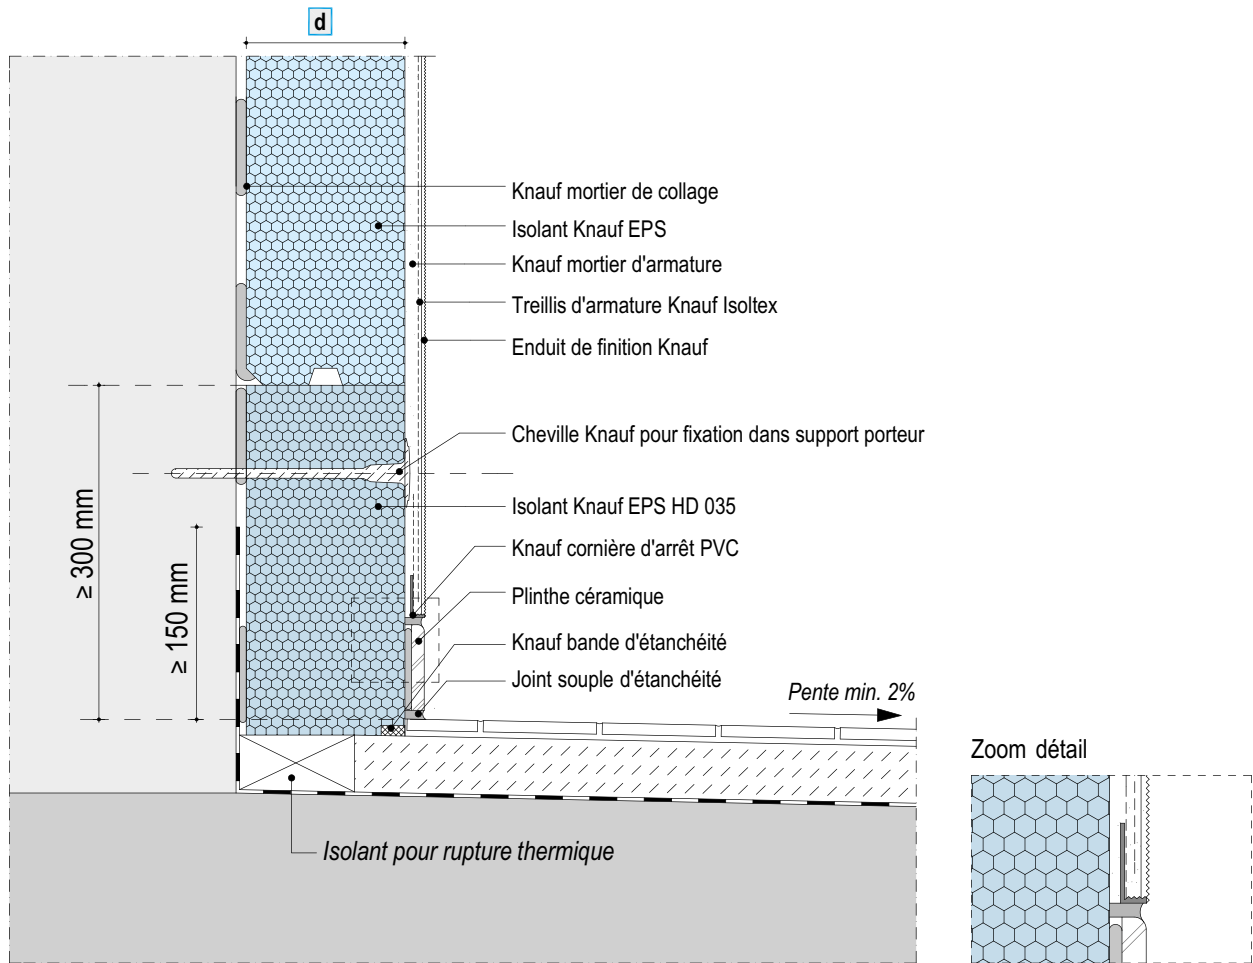 d
Knauf mortier de collage
Isolant Knauf EPS
Knauf mortier d'armature
Treillis d'armature Knauf Isoltex
Enduit de finition Knauf
Cheville Knauf pour fixation dans support porteur
Isolant Knauf EPS HD 035
Knauf cornière d'arrêt PVC
Plinthe céramique
Knauf bande d'étanchéité
Joint souple d'étanchéité
≥ 300 mm
≥ 150 mm
Pente min. 2%
Zoom détail
Isolant pour rupture thermique